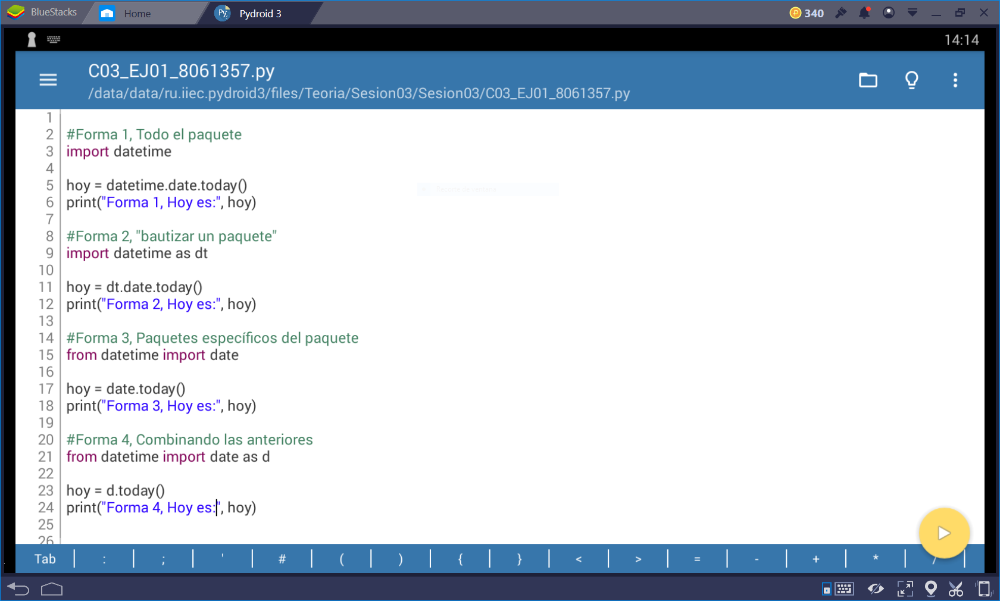 BlueStacks Home Pydroid 3 340
14:14
C03_EJ01_8061357.py
/data/data/ru.iiec.pydroid3/files/Teoria/Sesion03/Sesion03/C03_EJ01_8061357.py
1
2 #Forma 1, Todo el paquete
3 import datetime
4
5 hoy = datetime.date.today()
6 print("Forma 1, Hoy es:", hoy)
7
8 #Forma 2, "bautizar un paquete"
9 import datetime as dt
10
11 hoy = dt.date.today()
12 print("Forma 2, Hoy es:", hoy)
13
14 #Forma 3, Paquetes específicos del paquete
15 from datetime import date
16
17 hoy = date.today()
18 print("Forma 3, Hoy es:", hoy)
19
20 #Forma 4, Combinando las anteriores
21 from datetime import date as d
22
23 hoy = d.today()
24 print("Forma 4, Hoy es:", hoy)
25
26
Tab : ; ' # ( ) { } < > = - + * /